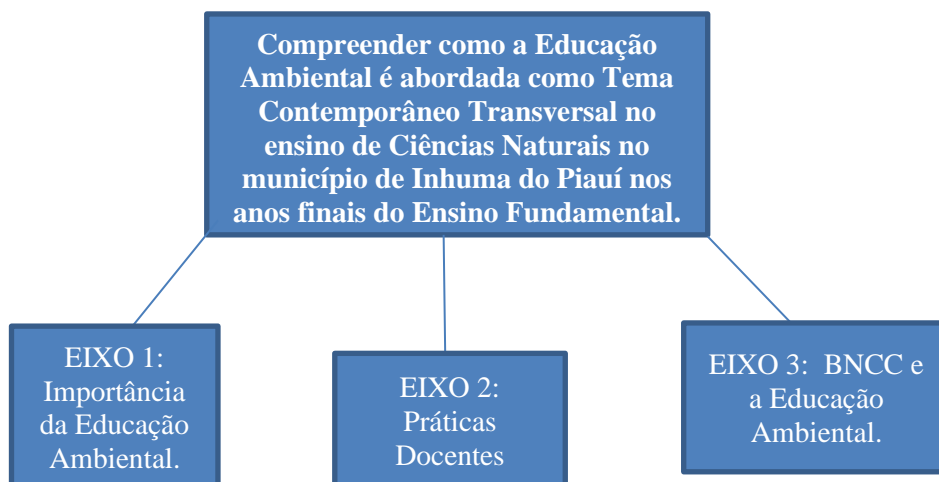 Compreender como a Educação
Ambiental é abordada como Tema
Contemporâneo Transversal no
ensino de Ciências Naturais no
município de Inhuma do Piauí nos
anos finais do Ensino Fundamental.
EIXO 1:
Importância
da Educação
Ambiental.
EIXO 2:
Práticas
Docentes
EIXO 3:  BNCC e
a Educação
Ambiental.